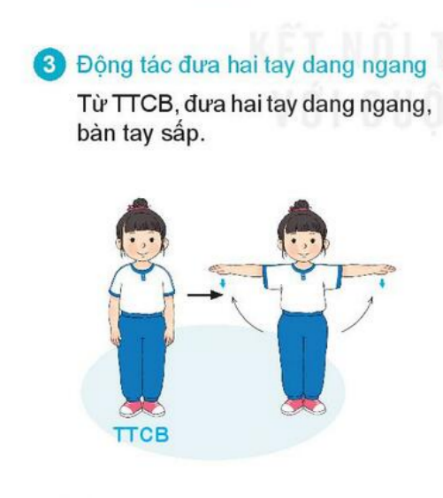 3 Động tác đưa hai tay dang ngang
Từ TTCB, đưa hai tay dang ngang,
bàn tay sấp.
TTCB